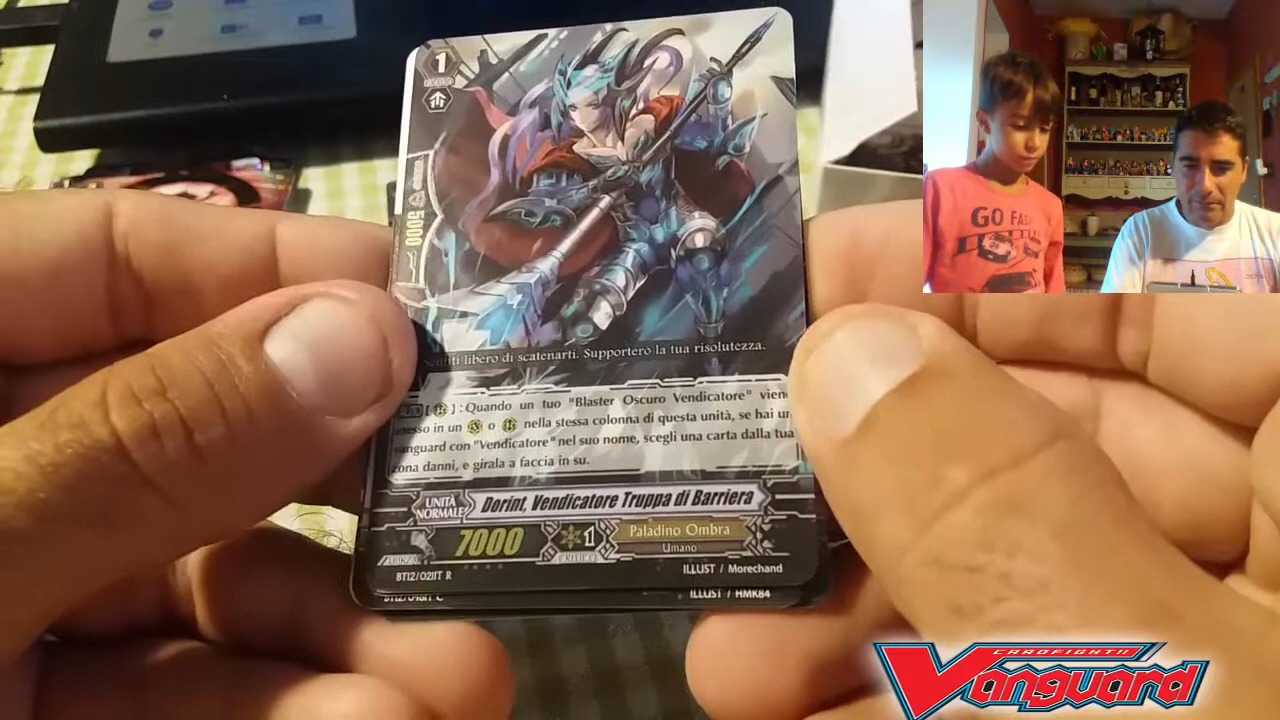 1
5000
GO FA
entiti libero di scatenarti. Supporterò la tua risolutezza.
: Quando un tuo "Blaster Oscuro Vendicatore" viene
messo in un o nella stessa colonna di questa unità, se hai un
vanguard con "Vendicatore" nel suo nome, scegli una carta dalla tua
zona danni, e girala a faccia in su.
UNITÀ
NORMALE
Dorint, Vendicatore Truppa di Barriera
7000
1
CRITICO
Paladino Ombra
Umano
BT12/021IT R
ILLUST / Morechand
ILLUST / HMK84
CARDFIGHT!!
Vanguard